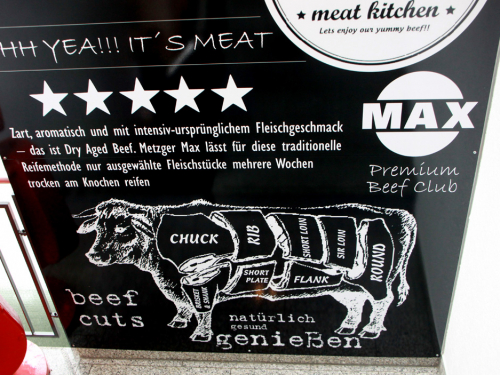 meat kitchen
Lets enjoy our yummy beef!!
HH YEA!!! IT´S MEAT
MAX
Premium
Beef Club
Zart, aromatisch und mit intensiv-ursprünglichem Fleischgeschmack
– das ist Dry Aged Beef. Metzger Max lässt für diese traditionelle
Reifemethode nur ausgewählte Fleischstücke mehrere Wochen
trocken am Knochen reifen
CHUCK
RIB
SHORT LOIN
SIR LOIN
ROUND
BRISKET
& SHANK
SHORT
PLATE
FLANK
beef
cuts
natürlich
gesund
genießen